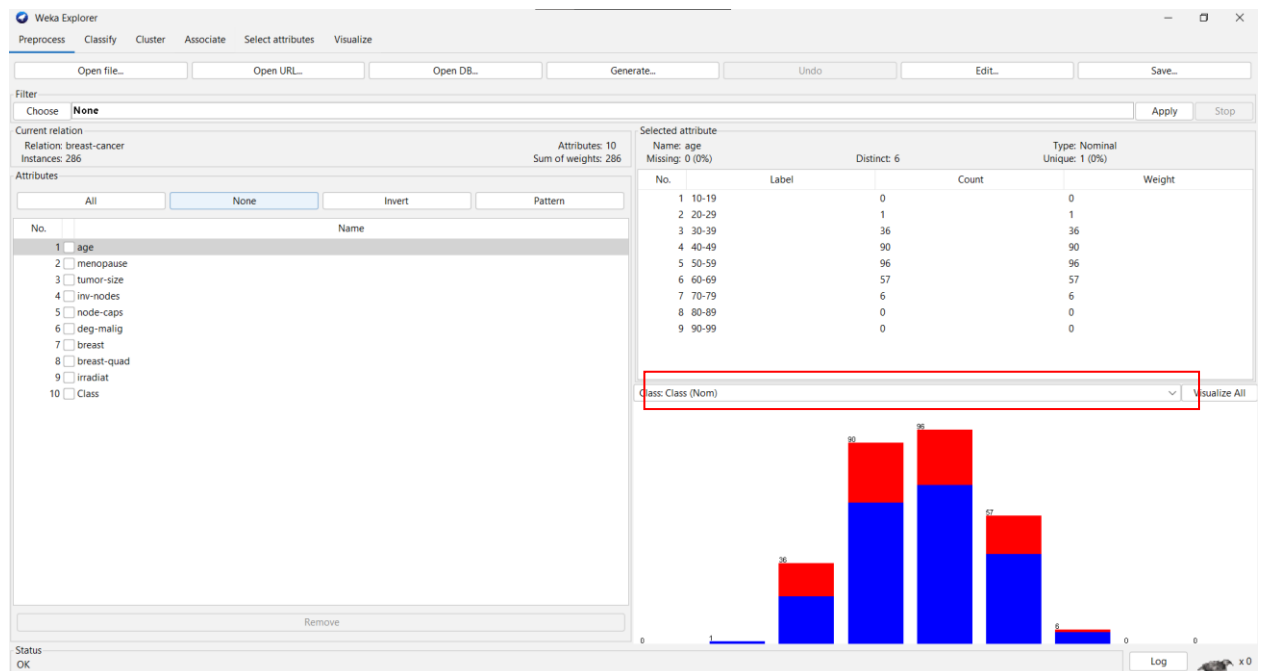 Weka Explorer
Preprocess Classify Cluster Associate Select attributes Visualize
Open file... Open URL... Open DB... Generate... Undo Edit... Save...
Filter
Choose None Apply Stop
Current relation
Relation: breast-cancer Attributes: 10
Instances: 286 Sum of weights: 286
Attributes
All None Invert Pattern
No. Name
1 age
2 menopause
3 tumor-size
4 inv-nodes
5 node-caps
6 deg-malig
7 breast
8 breast-quad
9 irradiat
10 Class
Remove
Selected attribute
Name: age Type: Nominal
Missing: 0 (0%) Distinct: 6 Unique: 1 (0%)
No. Label Count Weight
1 10-19 0 0
2 20-29 1 1
3 30-39 36 36
4 40-49 90 90
5 50-59 96 96
6 60-69 57 57
7 70-79 6 6
8 80-89 0 0
9 90-99 0 0
Class: Class (Nom) Visualize All
0 1 36 90 96 57 6 0 0
Status
OK Log x 0